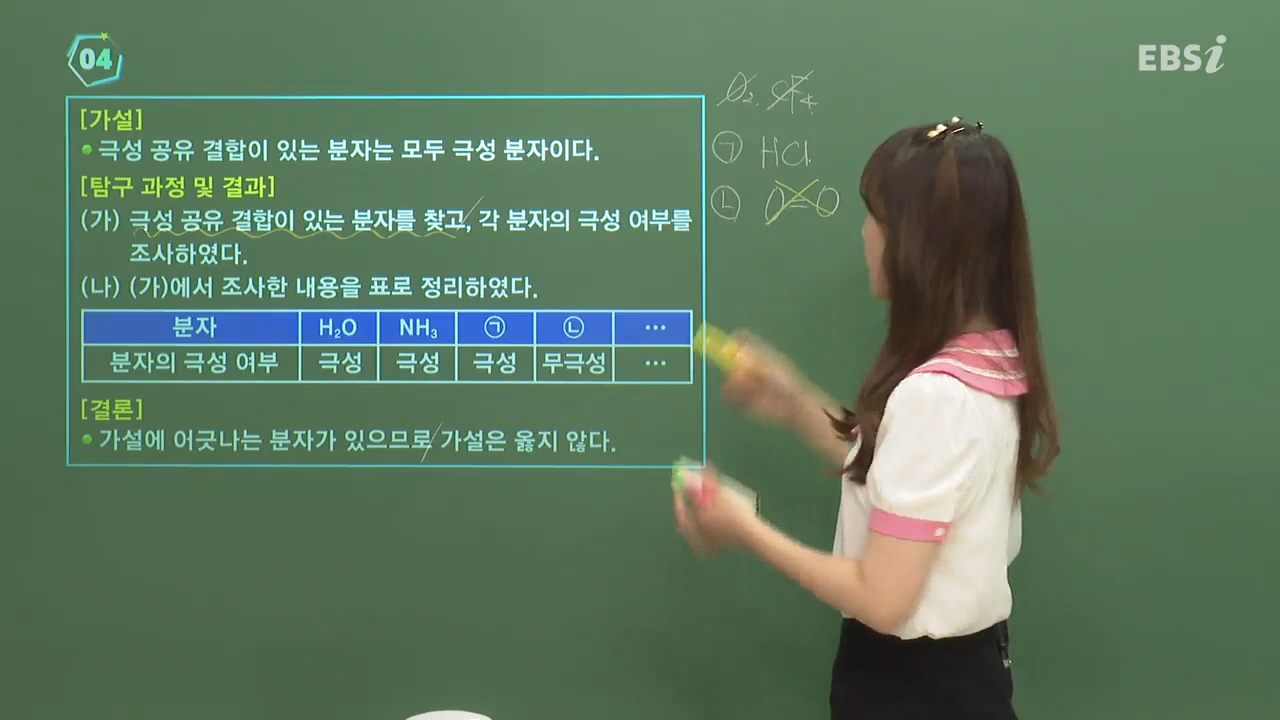 04
EBSi
[가설]
• 극성 공유 결합이 있는 분자는 모두 극성 분자이다.
[탐구 과정 및 결과]
(가) 극성 공유 결합이 있는 분자를 찾고, 각 분자의 극성 여부를
조사하였다.
(나) (가)에서 조사한 내용을 표로 정리하였다.
분자 H₂O NH₃ ㉠ ㉡ ⋯
분자의 극성 여부 극성 극성 극성 무극성 ⋯
[결론]
• 가설에 어긋나는 분자가 있으므로 가설은 옳지 않다.
O₂. CF₄
㉠ HCl
㉡ O=O